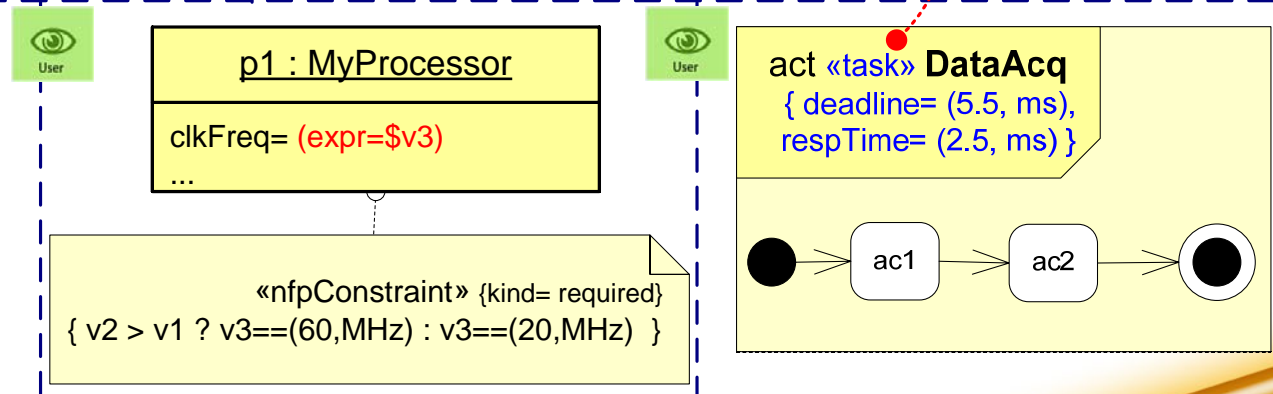 User
p1 : MyProcessor
clkFreq= (expr=$v3)
...
«nfpConstraint» {kind= required}
{ v2 > v1 ? v3==(60,MHz) : v3==(20,MHz)  }
User
act «task» DataAcq
{ deadline= (5.5, ms),
respTime= (2.5, ms) }
ac1
ac2